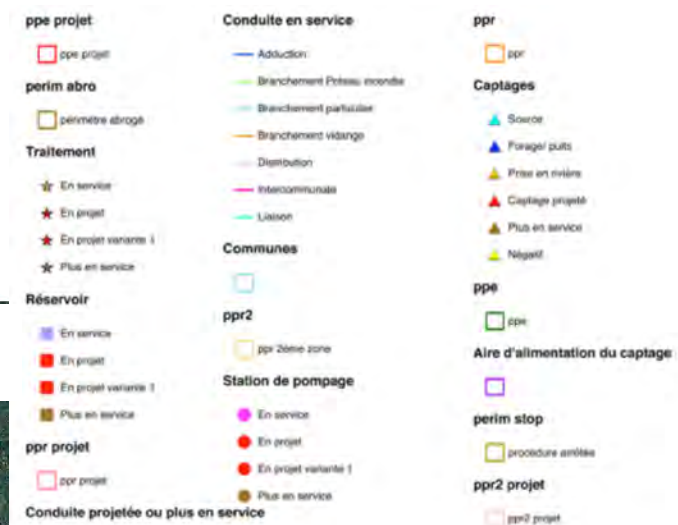 ppe projet
ppe projet
perim abro
périmètre abrogé
Traitement
En service
En projet
En projet variante 1
Plus en service
Réservoir
En service
En projet
En projet variante 1
Plus en service
ppr projet
ppr projet
Conduite projetée ou plus en service
Conduite en service
Adduction
Branchement Poteau incendie
Branchement particulier
Branchement vidange
Distribution
Intercommunale
Liaison
Communes
ppr2
ppr 2ème zone
Station de pompage
En service
En projet
En projet variante 1
Plus en service
ppr
ppr
Captages
Source
Forage/ puits
Prise en rivière
Captage projeté
Plus en service
Négatif
ppe
ppe
Aire d'alimentation du captage
perim stop
procédure arrêtée
ppr2 projet
ppr2 projet